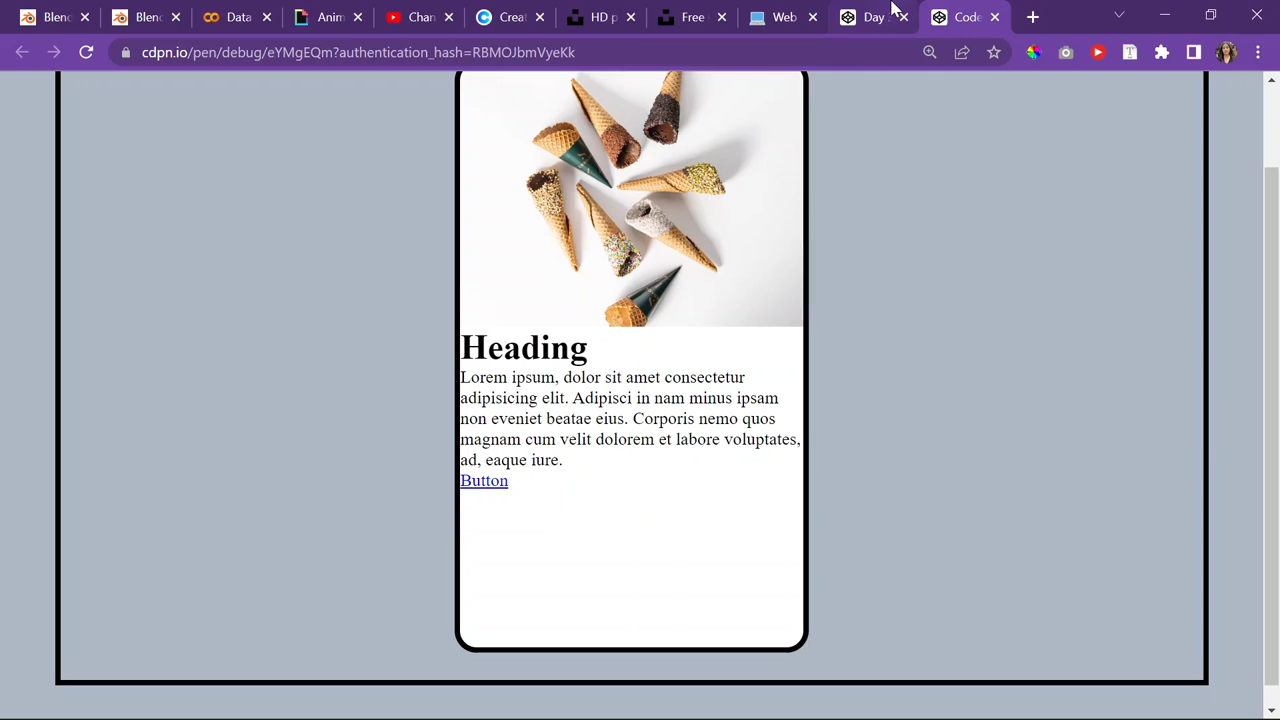 Blen
Blen
Data
Anim
Chan
Creat
HD p
Free
Web
Day
Code
cdpn.io/pen/debug/eYMgEQm?authentication_hash=RBMOJbmVyeKk
Heading
Lorem ipsum, dolor sit amet consectetur
adipisicing elit. Adipisci in nam minus ipsam
non eveniet beatae eius. Corporis nemo quos
magnam cum velit dolorem et labore voluptates,
ad, eaque iure.
Button